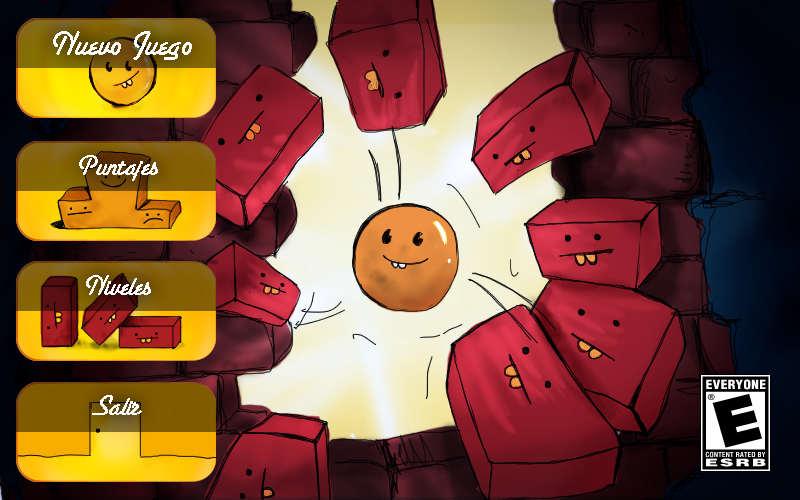 Nuevo Juego
Puntajes
Niveles
Salir
EVERYONE
E
®
CONTENT RATED BY
ESRB